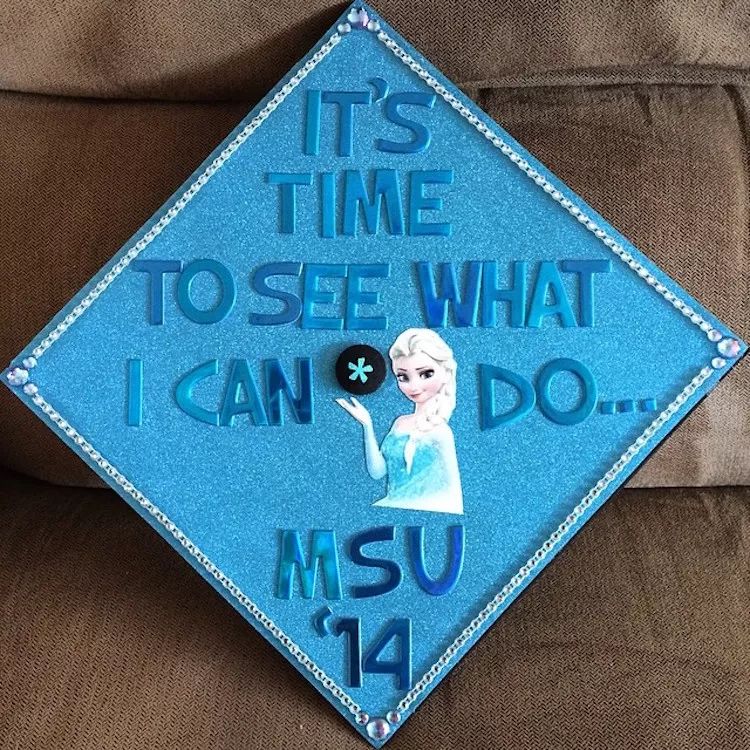 IT'S
TIME
TO SEE WHAT
I CAN DO...
MSU
'14